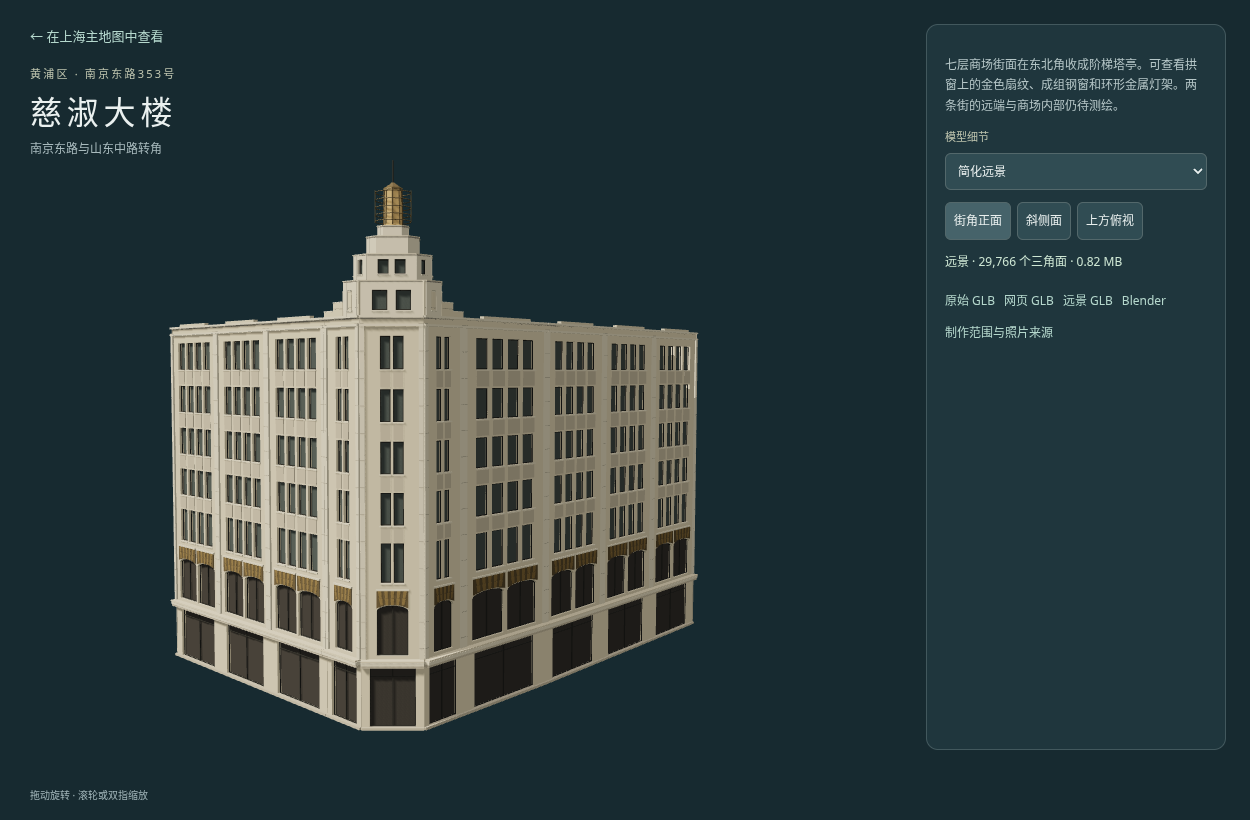 ← 在上海主地图中查看
黄浦区 · 南京东路353号
慈淑大楼
南京东路与山东中路转角
七层商场街面在东北角收成阶梯塔亭。可查看拱
窗上的金色扇纹、成组钢窗和环形金属灯架。两
条街的远端与商场内部仍待测绘。
模型细节
简化远景
街角正面 斜侧面 上方俯视
远景 · 29,766 个三角面 · 0.82 MB
原始 GLB 网页 GLB 远景 GLB Blender
制作范围与照片来源
拖动旋转 · 滚轮或双指缩放